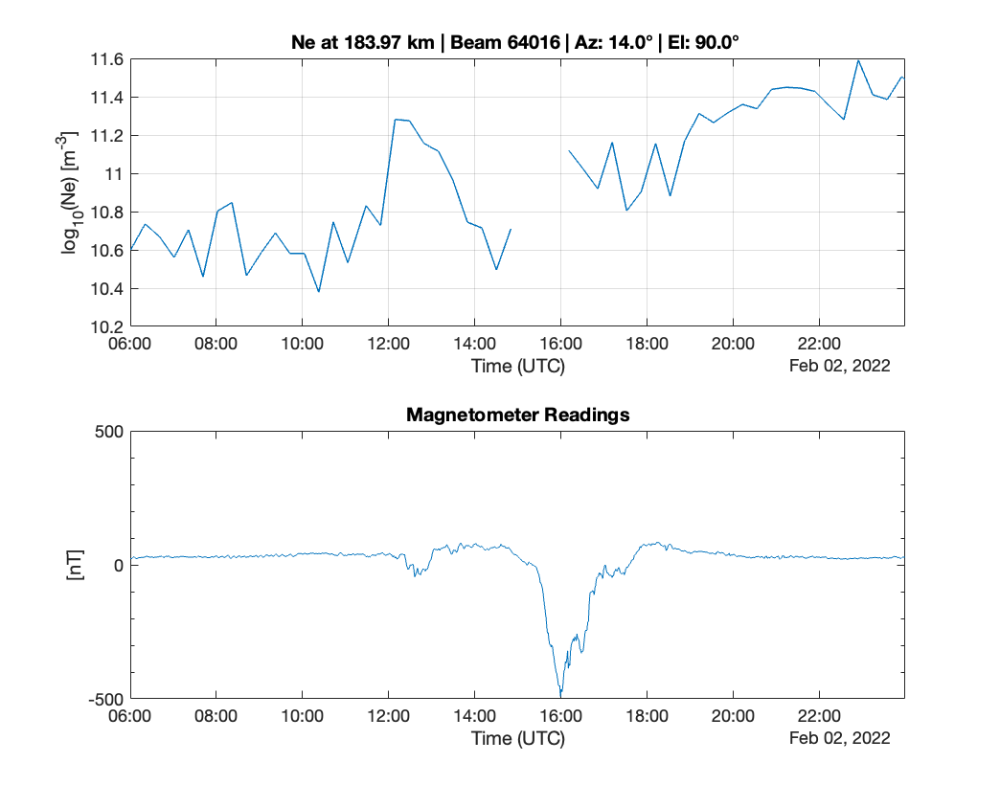 Ne at 183.97 km | Beam 64016 | Az: 14.0° | El: 90.0°
log10(Ne) [m-3]
11.6
11.4
11.2
11
10.8
10.6
10.4
10.2
06:00 08:00 10:00 12:00 14:00 16:00 18:00 20:00 22:00
Time (UTC)
Feb 02, 2022
Magnetometer Readings
[nT]
500
0
-500
06:00 08:00 10:00 12:00 14:00 16:00 18:00 20:00 22:00
Time (UTC)
Feb 02, 2022